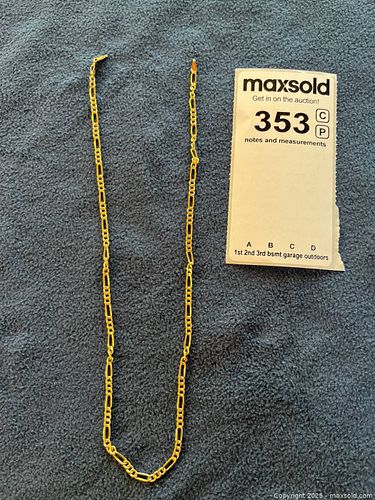 maxsold
Get in on the auction!
353 C
P
notes and measurements
A B C D
1st 2nd 3rd bsmt garage outdoors
Copyright 2025 - maxsold.com